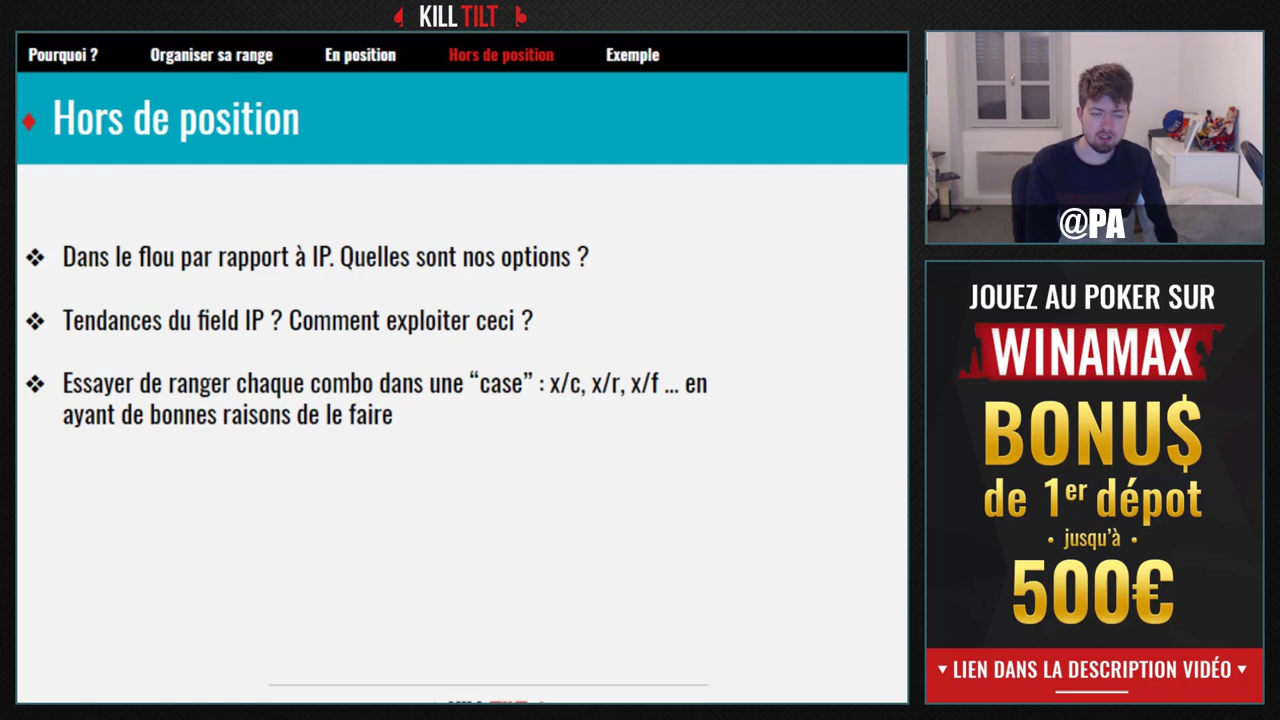 KILL TILT
Pourquoi ?
Organiser sa range
En position
Hors de position
Exemple
Hors de position
Dans le flou par rapport à IP. Quelles sont nos options ?
Tendances du field IP ? Comment exploiter ceci ?
Essayer de ranger chaque combo dans une “case” : x/c, x/r, x/f ... en
ayant de bonnes raisons de le faire
@PA
JOUEZ AU POKER SUR
WINAMAX
BONU$
de 1er dépot
• jusqu'à •
500€
LIEN DANS LA DESCRIPTION VIDÉO